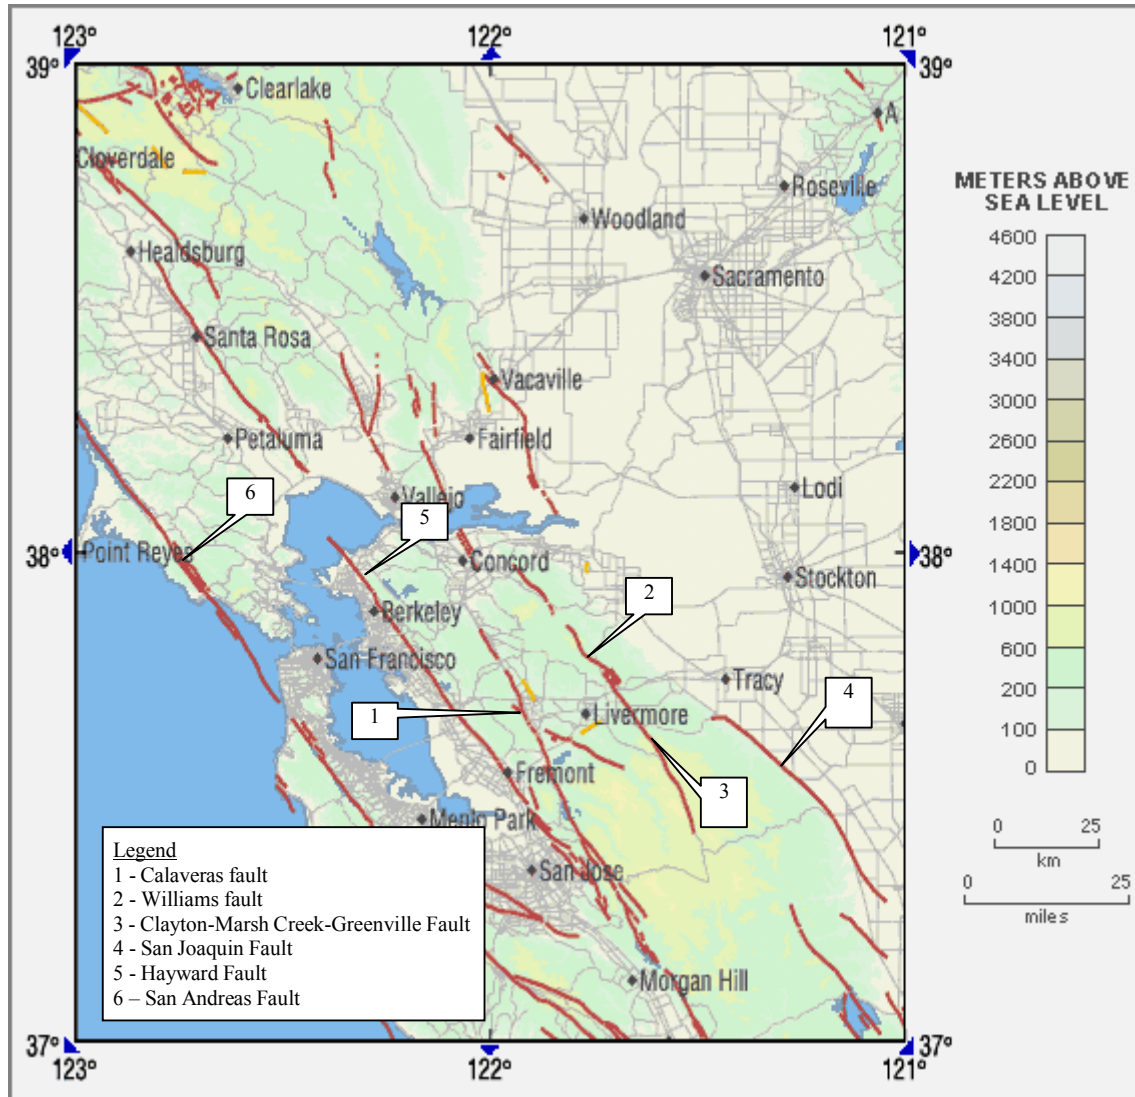 123°
122°
121°
39°
39°
Clearlake
A
Cloverdale
Roseville
METERS ABOVE
SEA LEVEL
Woodland
4600
Healdsburg
4200
Sacramento
3800
Santa Rosa
3400
Vacaville
3000
Petaluma
Fairfield
2600
6
Vallejo
Lodi
2200
5
1800
38°
Point Reyes
Concord
38°
1400
2
Stockton
Berkeley
1000
San Francisco
600
Tracy
4
200
1
Livermore
100
Fremont
3
0
Menlo Park
0 25
km
Legend
1 - Calaveras fault
San Jose
0 25
miles
2 - Williams fault
3 - Clayton-Marsh Creek-Greenville Fault
4 - San Joaquin Fault
5 - Hayward Fault
6 – San Andreas Fault
Morgan Hill
37°
37°
123°
122°
121°